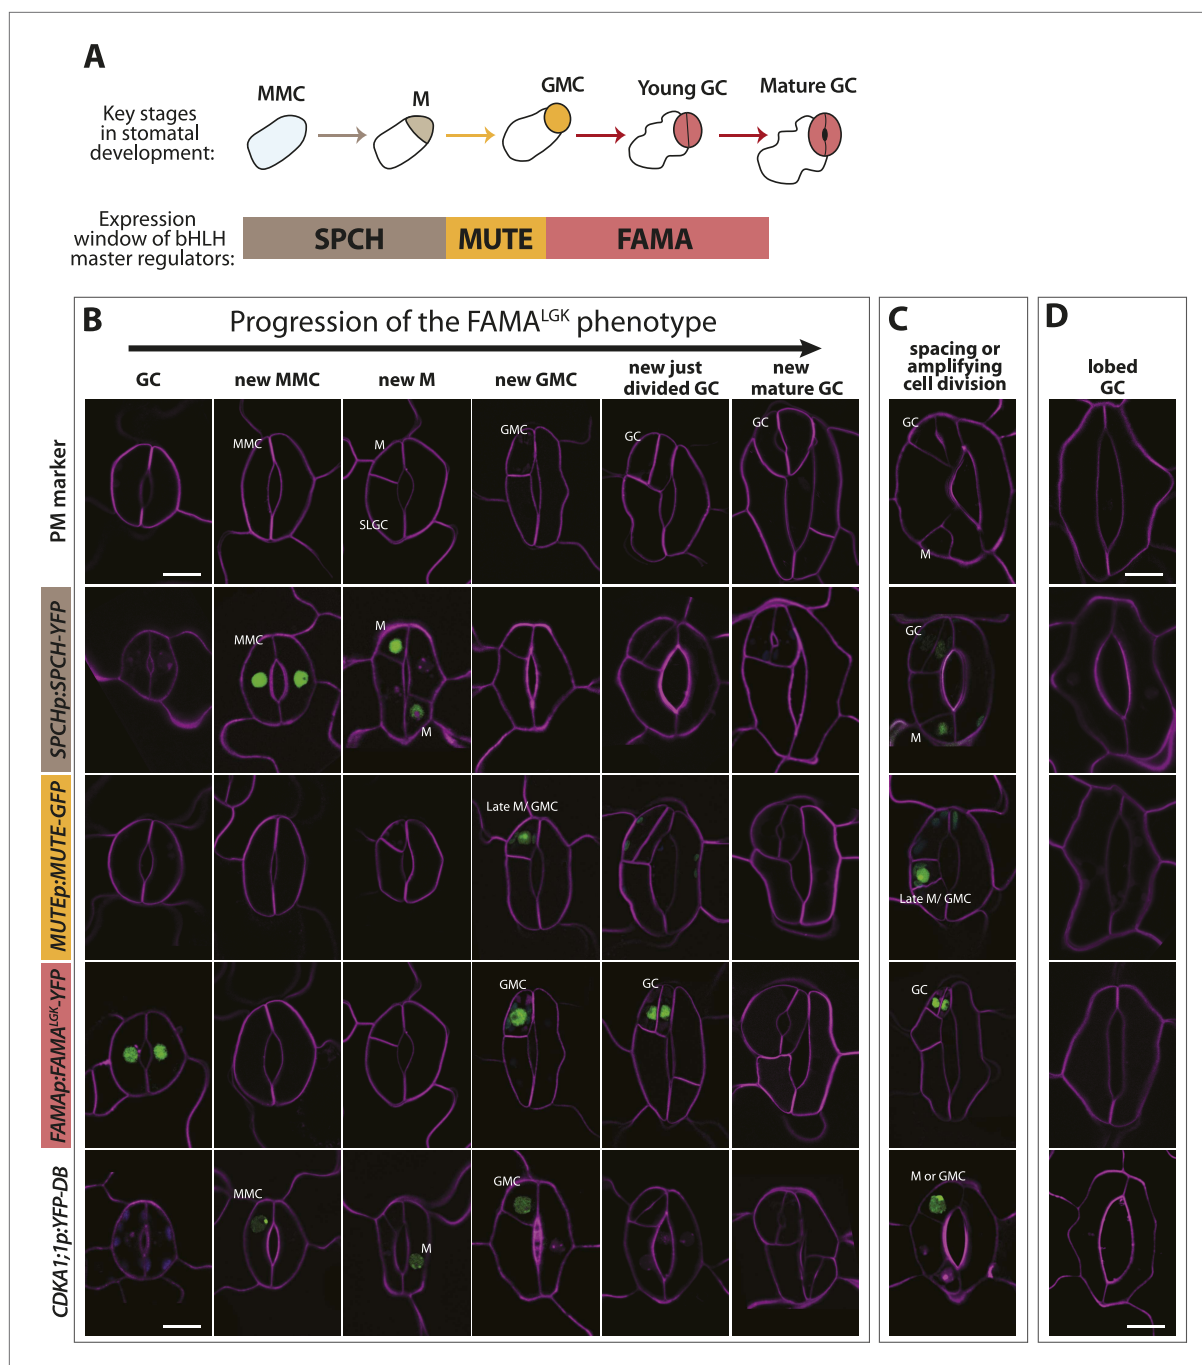 A
MMC
M
GMC
Young GC
Mature GC
Key stages
in stomatal
development:
Expression
window of bHLH
master regulators:
SPCH
MUTE
FAMA
B
Progression of the FAMA^LGK phenotype
GC
new MMC
new M
new GMC
new just
divided GC
new
mature GC
C
spacing or
amplifying
cell division
D
lobed
GC
PM marker
MMC
M
SLGC
GMC
GC
GC
GC
M
SPCHp:SPCH-YFP
MMC
M
M
GC
M
MUTEp:MUTE-GFP
Late M/ GMC
Late M/ GMC
FAMAp:FAMA^LGK-YFP
GMC
GC
GC
CDKA1;1p:YFP-DB
MMC
M
GMC
M or GMC